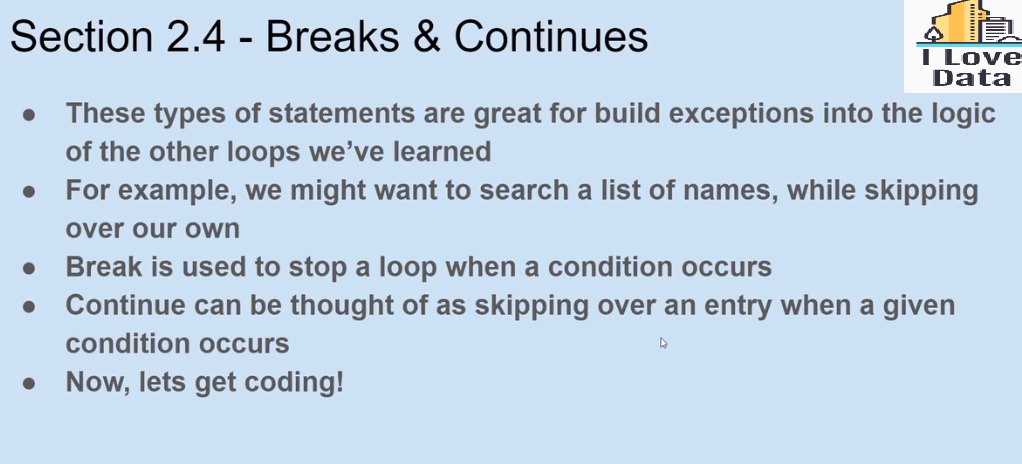 Section 2.4 - Breaks & Continues
I Love
Data
● These types of statements are great for build exceptions into the logic
of the other loops we’ve learned
● For example, we might want to search a list of names, while skipping
over our own
● Break is used to stop a loop when a condition occurs
● Continue can be thought of as skipping over an entry when a given
condition occurs
● Now, lets get coding!